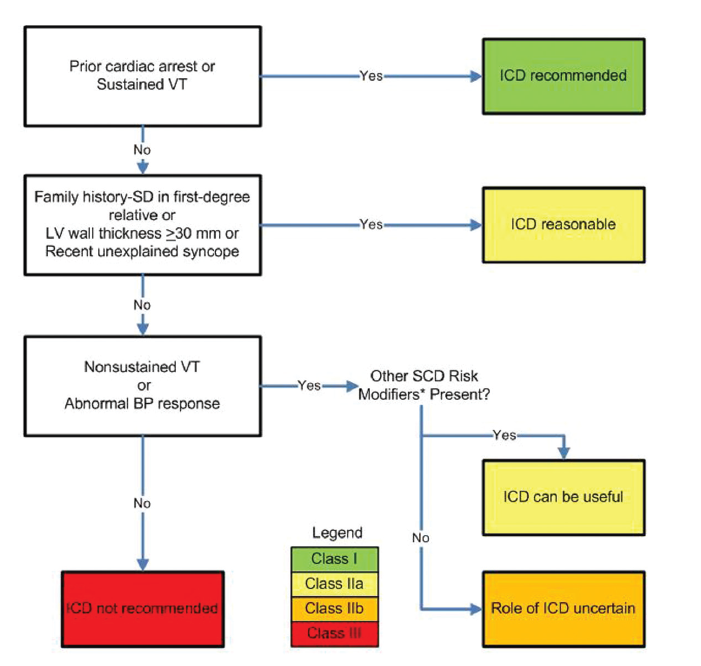 Prior cardiac arrest or
Sustained VT
Yes
ICD recommended
No
Family history-SD in first-degree
relative or
LV wall thickness ≥30 mm or
Recent unexplained syncope
Yes
ICD reasonable
No
Nonsustained VT
or
Abnormal BP response
Yes
Other SCD Risk
Modifiers* Present?
Yes
ICD can be useful
No
No
Legend
Class I
Class IIa
Class IIb
Class III
ICD not recommended
Role of ICD uncertain